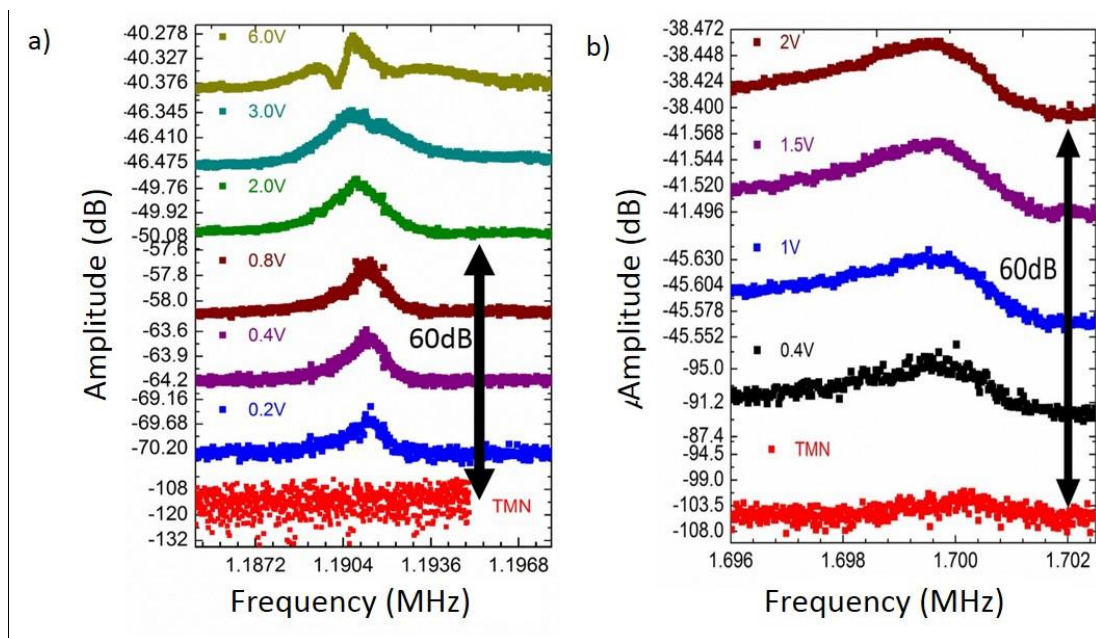 a)
Amplitude (dB)
-40.278
-40.327
-40.376
-46.345
-46.410
-46.475
-49.76
-49.92
-50.08
-57.6
-57.8
-58.0
-63.6
-63.9
-64.2
-69.16
-69.68
-70.20
-108
-120
-132
6.0V
3.0V
2.0V
0.8V
0.4V
0.2V
60dB
TMN
1.1872
1.1904
1.1936
1.1968
Frequency (MHz)
b)
Amplitude (dB)
-38.472
-38.448
-38.424
-38.400
-41.568
-41.544
-41.520
-41.496
-45.630
-45.604
-45.578
-45.552
-95.0
-91.2
-87.4
-94.5
-99.0
-103.5
-108.0
2V
1.5V
1V
0.4V
60dB
TMN
1.696
1.698
1.700
1.702
Frequency (MHz)